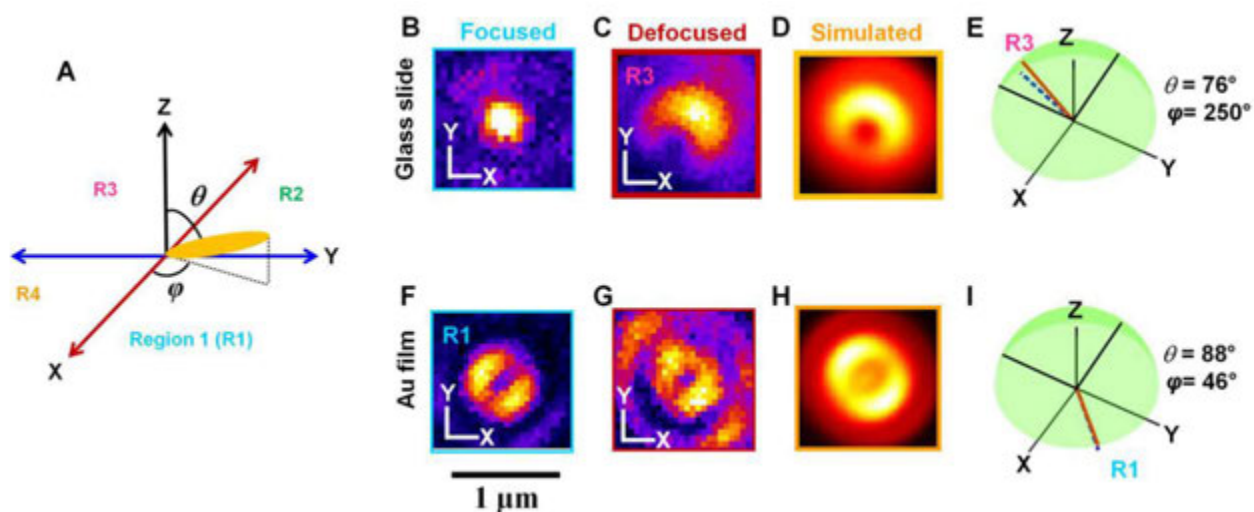 A
Z
R3
θ
R2
Y
R4
φ
Region 1 (R1)
X
Glass slide
B
Focused
Y
X
C
Defocused
R3
Y
X
D
Simulated
E
R3
Z
Y
X
θ = 76°
φ= 250°
Au film
F
R1
Y
X
G
Y
X
H
I
Z
Y
X
R1
θ = 88°
φ= 46°
1 μm